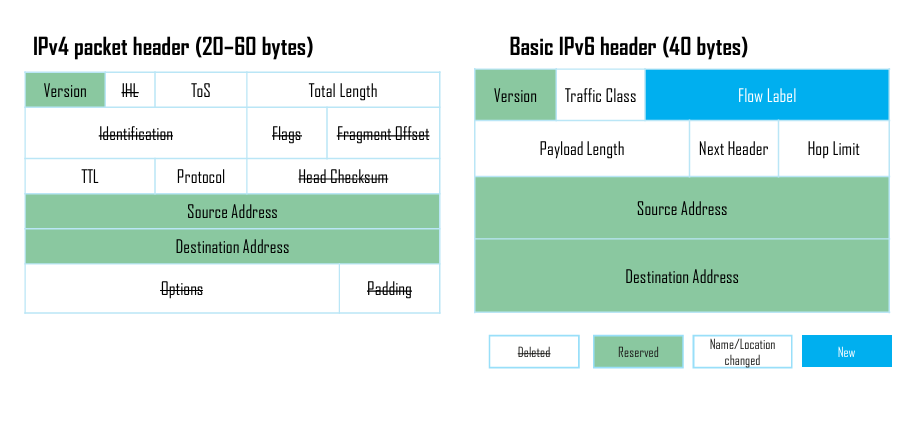 IPv4 packet header (20–60 bytes)
Version IHL ToS Total Length
Identification Flags Fragment Offset
TTL Protocol Head Checksum
Source Address
Destination Address
Options Padding
Basic IPv6 header (40 bytes)
Version Traffic Class Flow Label
Payload Length Next Header Hop Limit
Source Address
Destination Address
Deleted
Reserved
Name/Location
changed
New